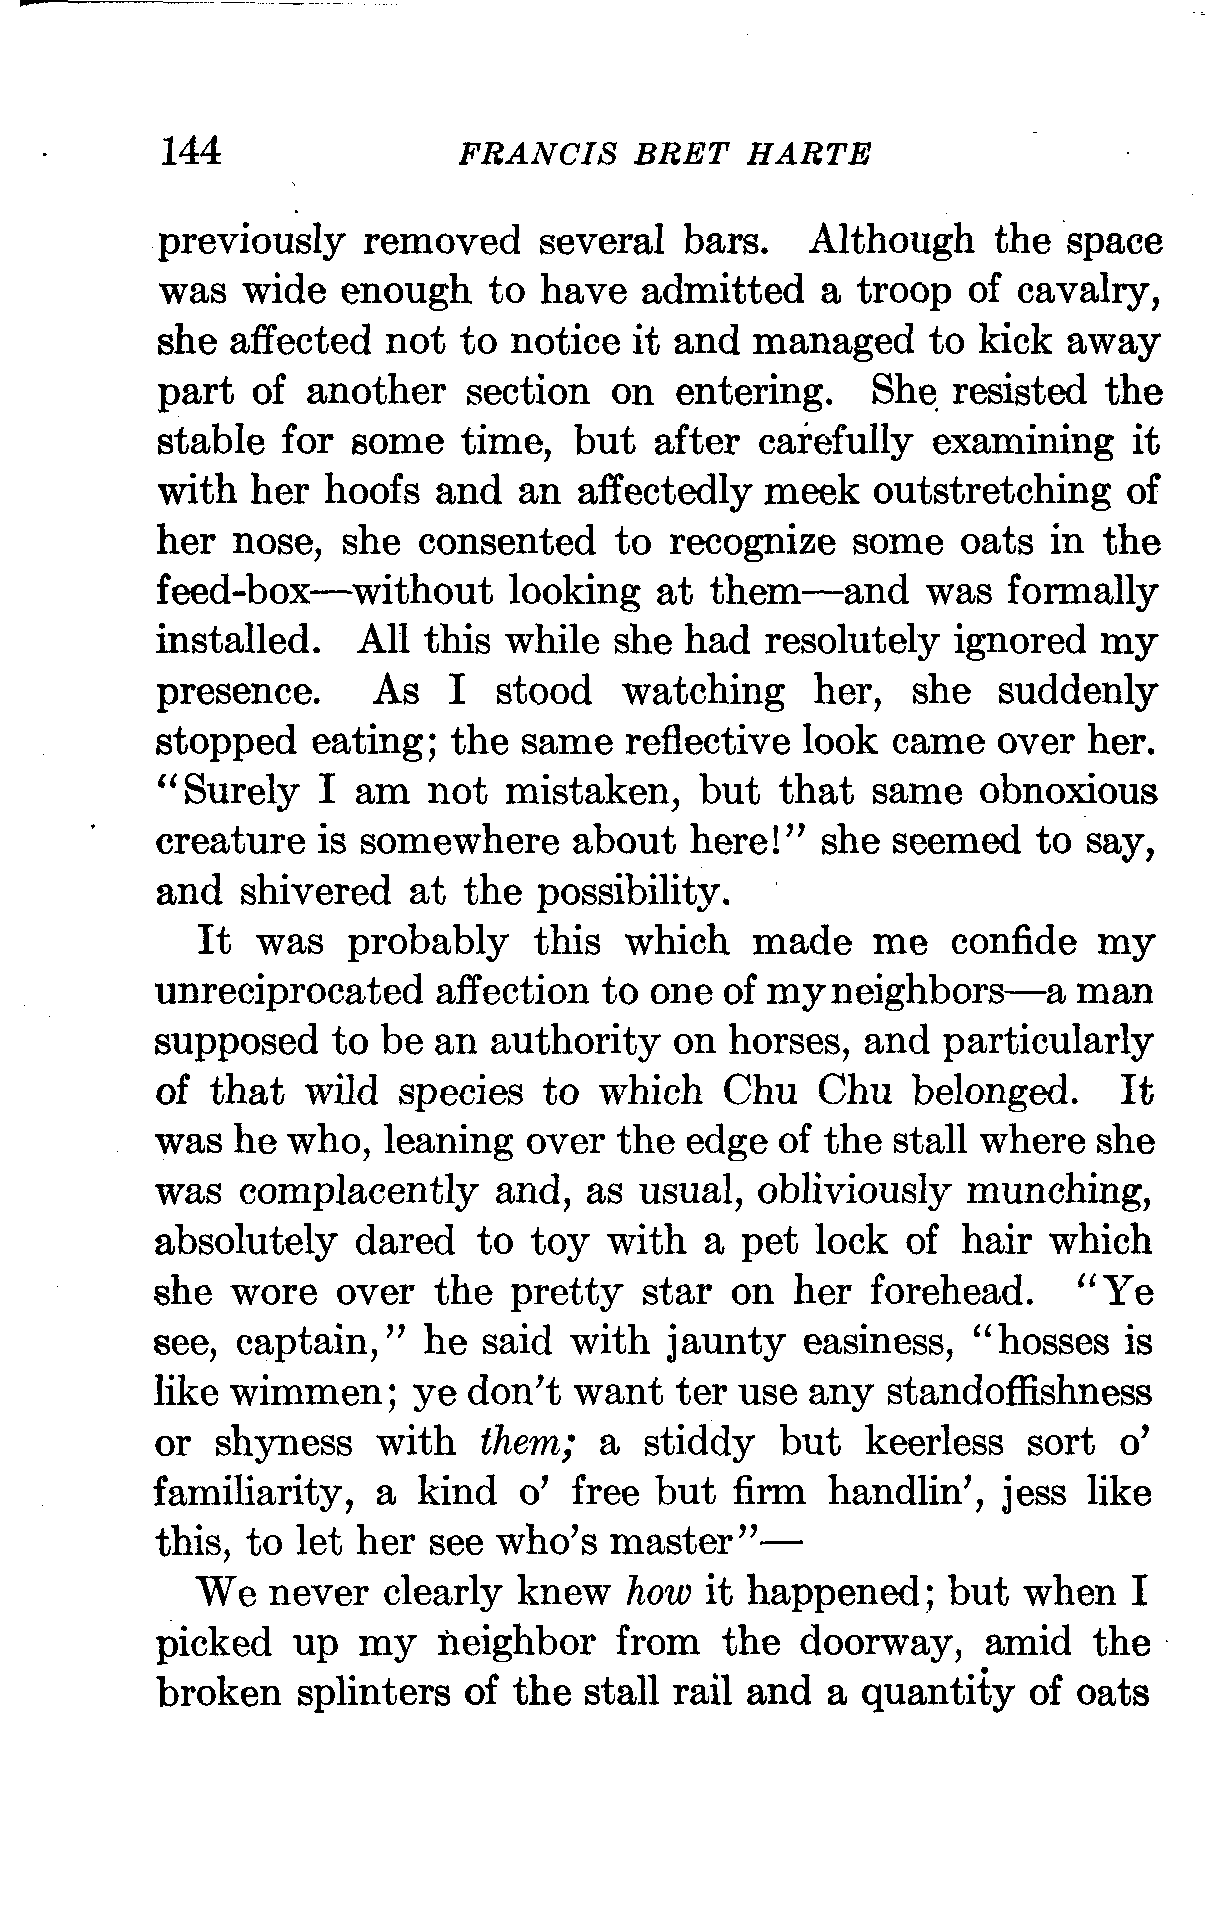 144 FRANCIS BRET HARTE
previously removed several bars. Although the space
was wide enough to have admitted a troop of cavalry,
she affected not to notice it and managed to kick away
part of another section on entering. She resisted the
stable for some time, but after carefully examining it
with her hoofs and an affectedly meek outstretching of
her nose, she consented to recognize some oats in the
feed-box—without looking at them—and was formally
installed. All this while she had resolutely ignored my
presence. As I stood watching her, she suddenly
stopped eating; the same reflective look came over her.
"Surely I am not mistaken, but that same obnoxious
creature is somewhere about here!" she seemed to say,
and shivered at the possibility.
It was probably this which made me confide my
unreciprocated affection to one of my neighbors—a man
supposed to be an authority on horses, and particularly
of that wild species to which Chu Chu belonged. It
was he who, leaning over the edge of the stall where she
was complacently and, as usual, obliviously munching,
absolutely dared to toy with a pet lock of hair which
she wore over the pretty star on her forehead. "Ye
see, captain," he said with jaunty easiness, "hosses is
like wimmen; ye don't want ter use any standoffishness
or shyness with them; a stiddy but keerless sort o'
familiarity, a kind o' free but firm handlin', jess like
this, to let her see who's master"—
We never clearly knew how it happened; but when I
picked up my neighbor from the doorway, amid the
broken splinters of the stall rail and a quantity of oats